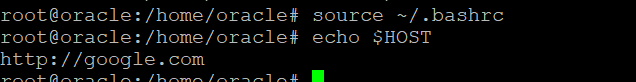 root@oracle:/home/oracle# source ~/.bashrc
root@oracle:/home/oracle# echo $HOST
http://google.com
root@oracle:/home/oracle#